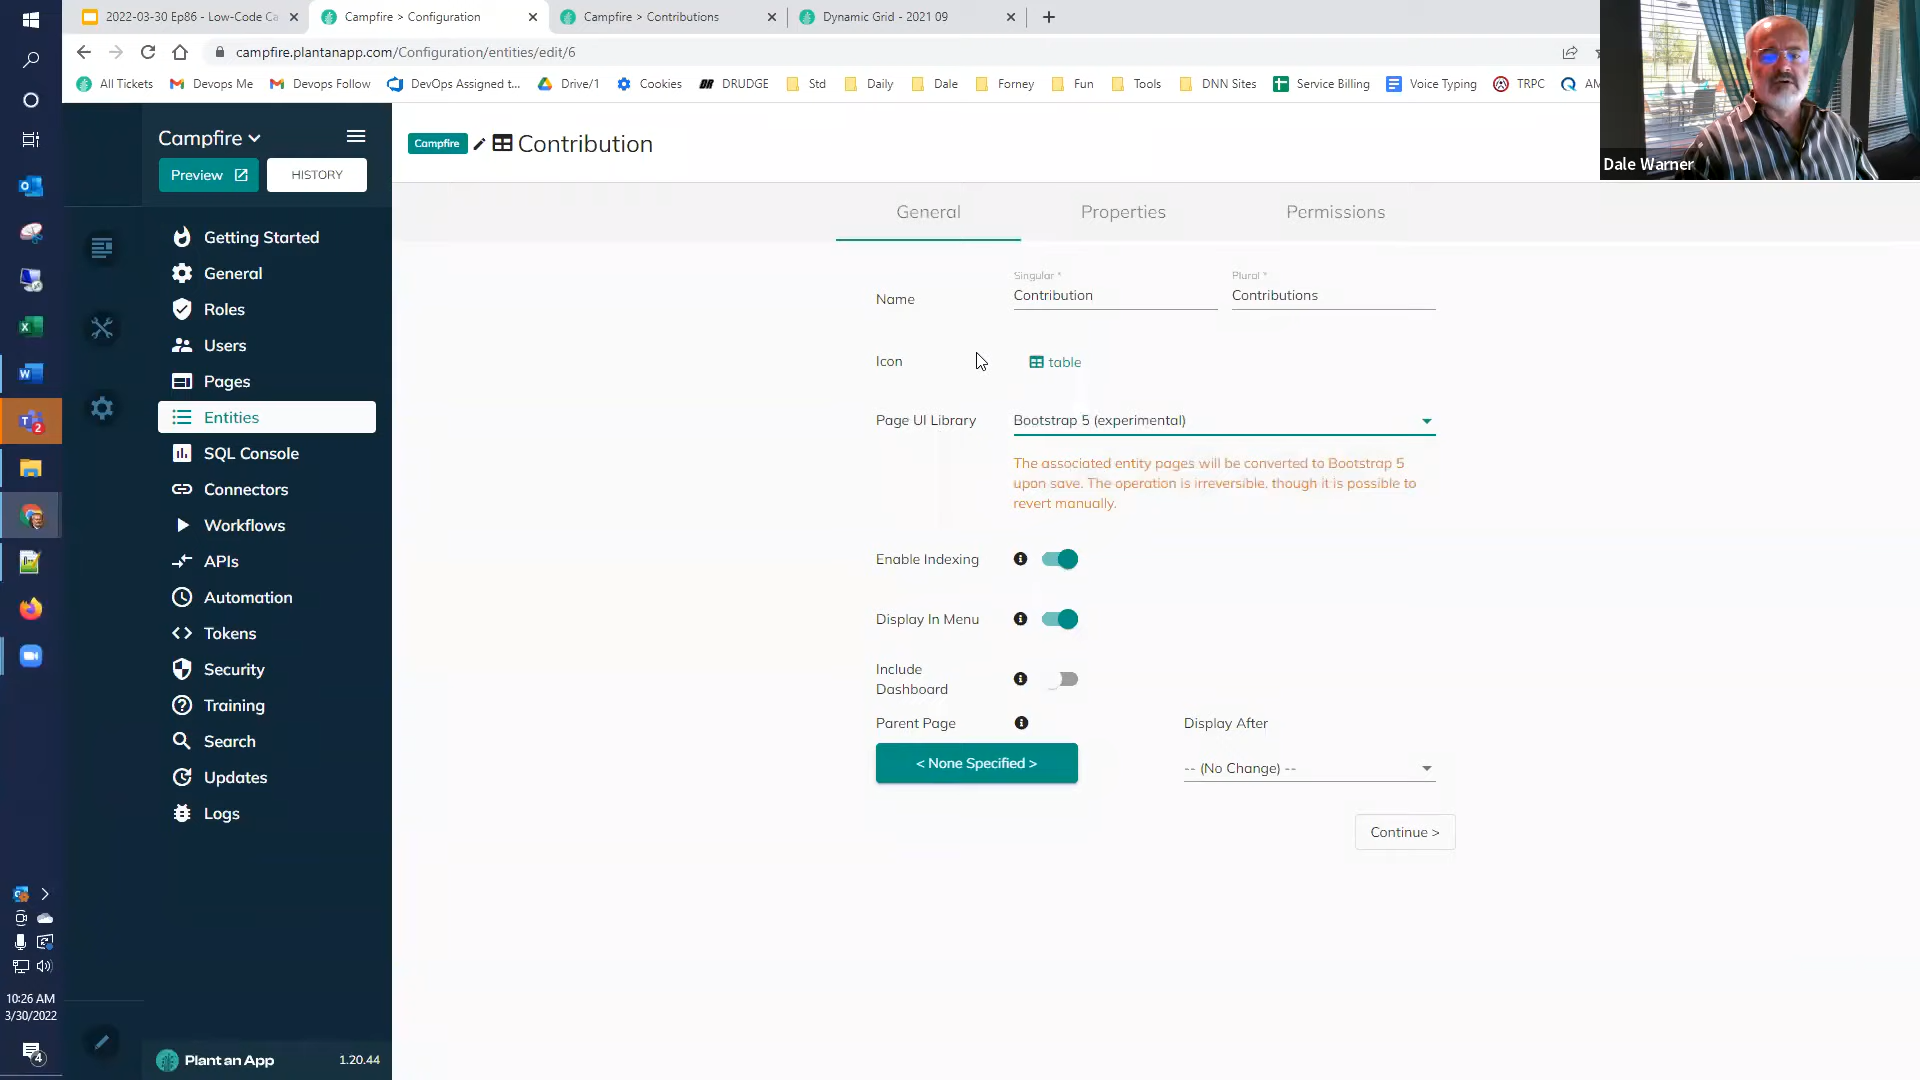 2022-03-30 Ep86 - Low-Code Ca
Campfire > Configuration
Campfire > Contributions
Dynamic Grid - 2021 09
campfire.plantanapp.com/Configuration/entities/edit/6
All Tickets
Devops Me
Devops Follow
DevOps Assigned t...
Drive/1
Cookies
DRUDGE
Std
Daily
Dale
Forney
Fun
Tools
DNN Sites
Service Billing
Voice Typing
TRPC
AM
Dale Warner
Campfire
Preview
HISTORY
Getting Started
General
Roles
Users
Pages
Entities
SQL Console
Connectors
Workflows
APIs
Automation
Tokens
Security
Training
Search
Updates
Logs
Plant an App
1.20.44
Campfire
Contribution
General
Properties
Permissions
Name
Singular *
Contribution
Plural *
Contributions
Icon
table
Page UI Library
Bootstrap 5 (experimental)
The associated entity pages will be converted to Bootstrap 5
upon save. The operation is irreversible, though it is possible to
revert manually.
Enable Indexing
Display In Menu
Include
Dashboard
Parent Page
Display After
< None Specified >
-- (No Change) --
Continue >
10:26 AM
3/30/2022
2
4